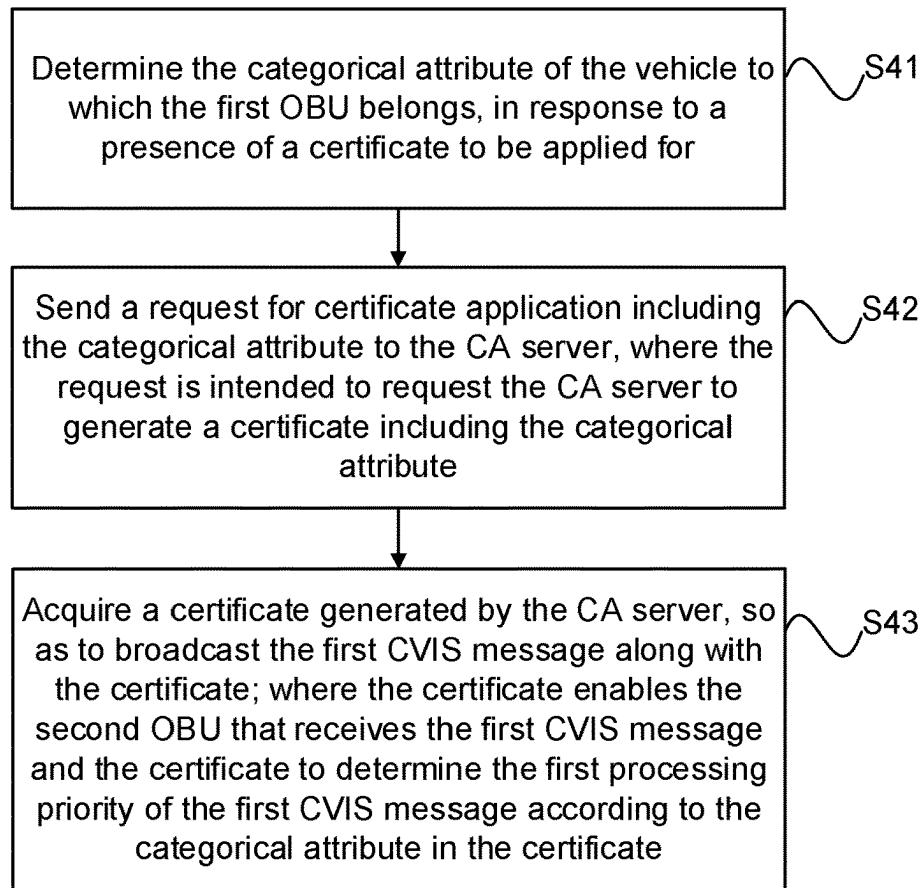 Determine the categorical attribute of the vehicle to
which the first OBU belongs, in response to a
presence of a certificate to be applied for
S41
Send a request for certificate application including
the categorical attribute to the CA server, where the
request is intended to request the CA server to
generate a certificate including the categorical
attribute
S42
Acquire a certificate generated by the CA server, so
as to broadcast the first CVIS message along with
the certificate; where the certificate enables the
second OBU that receives the first CVIS message
and the certificate to determine the first processing
priority of the first CVIS message according to the
categorical attribute in the certificate
S43